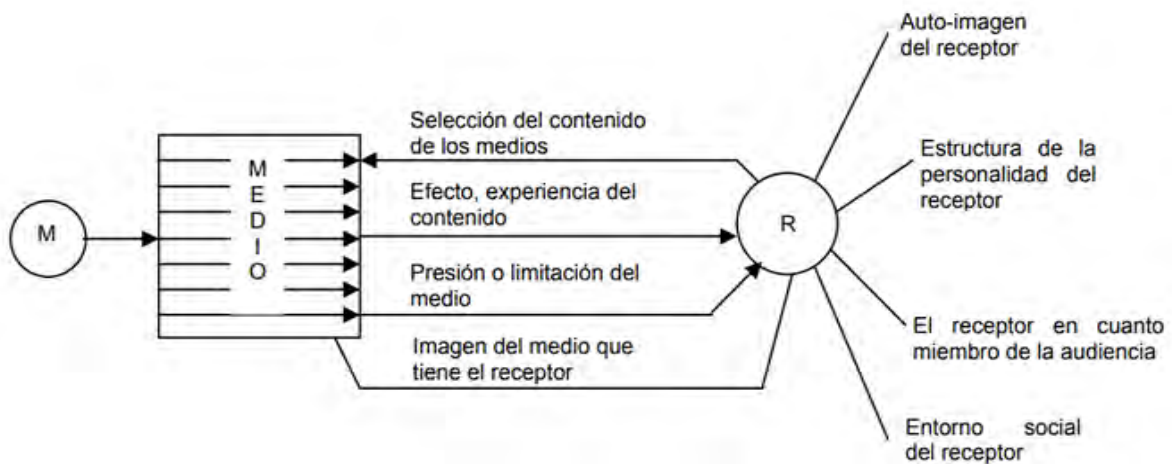 Auto-imagen
del receptor
Selección del contenido
de los medios
Estructura de la
personalidad del
receptor
M
E
D
I
O
Efecto, experiencia del
contenido
M
R
Presión o limitación del
medio
El receptor en cuanto
miembro de la audiencia
Imagen del medio que
tiene el receptor
Entorno social
del receptor